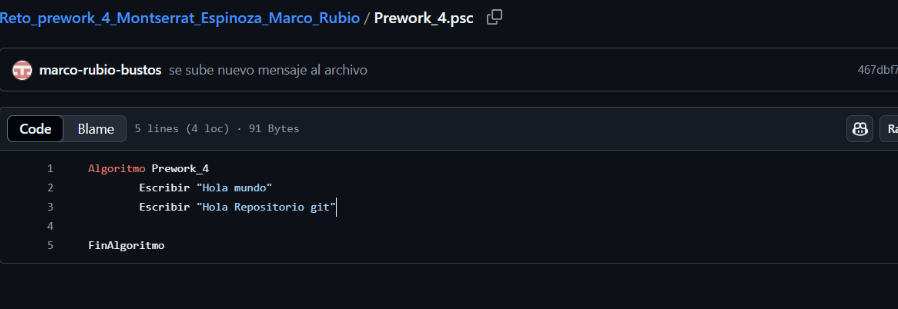 Reto_prework_4_Montserrat_Espinoza_Marco_Rubio / Prework_4.psc
marco-rubio-bustos se sube nuevo mensaje al archivo 467dbf7
Code Blame 5 lines (4 loc) · 91 Bytes Ra
1 Algoritmo Prework_4
2 Escribir "Hola mundo"
3 Escribir "Hola Repositorio git"
4
5 FinAlgoritmo